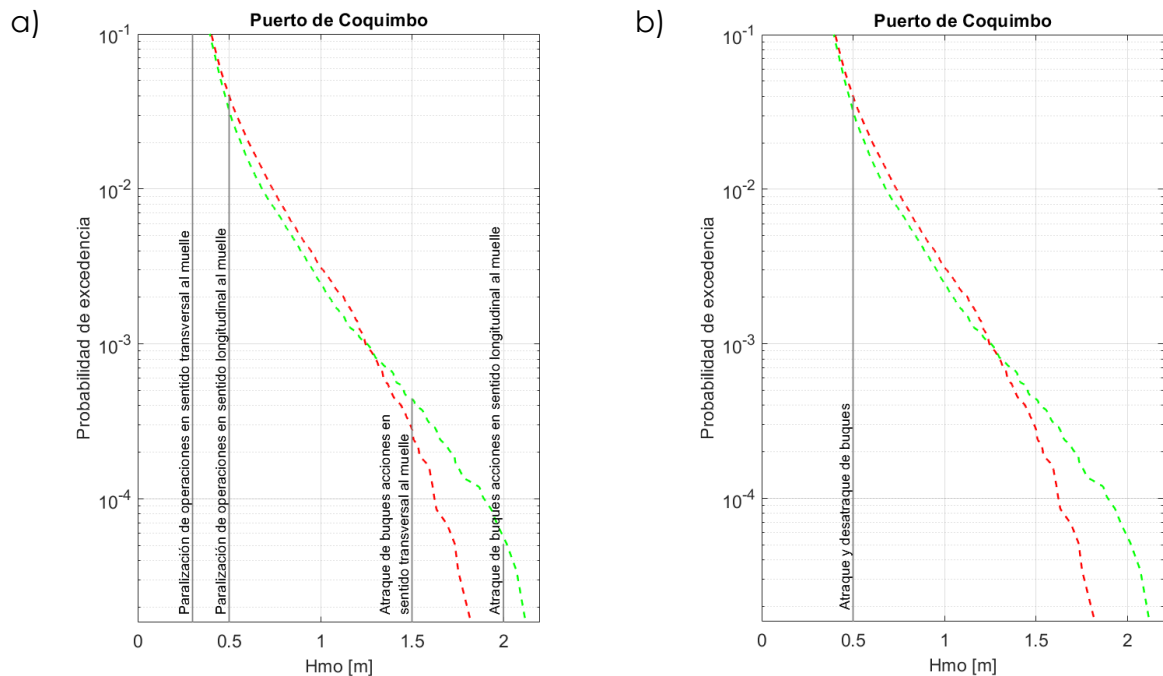 a)
Puerto de Coquimbo
Probabilidad de excedencia
10-1
10-2
10-3
10-4
Paralización de operaciones en sentido transversal al muelle
Paralización de operaciones en sentido longitudinal al muelle
Atraque de buques acciones en
sentido transversal al muelle
Atraque de buques acciones en sentido longitudinal al muelle
0
0.5
1
1.5
2
Hmo [m]
b)
Puerto de Coquimbo
Probabilidad de excedencia
10-1
10-2
10-3
10-4
Atraque y desatraque de buques
0
0.5
1
1.5
2
Hmo [m]